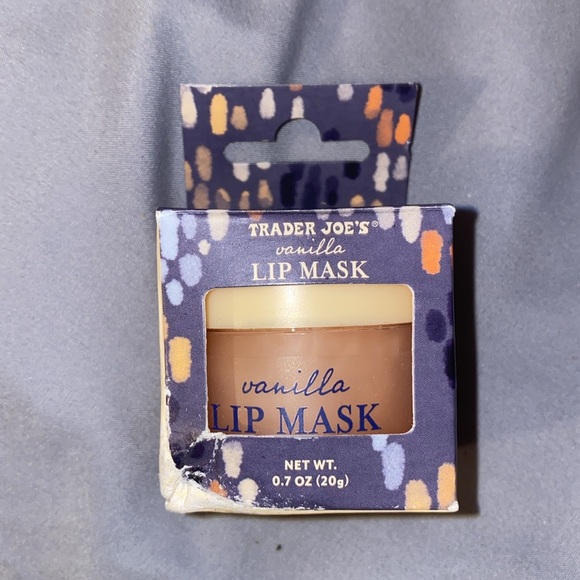 TRADER JOE'S®
vanilla
LIP MASK
vanilla
LIP MASK
NET WT.
0.7 OZ (20g)